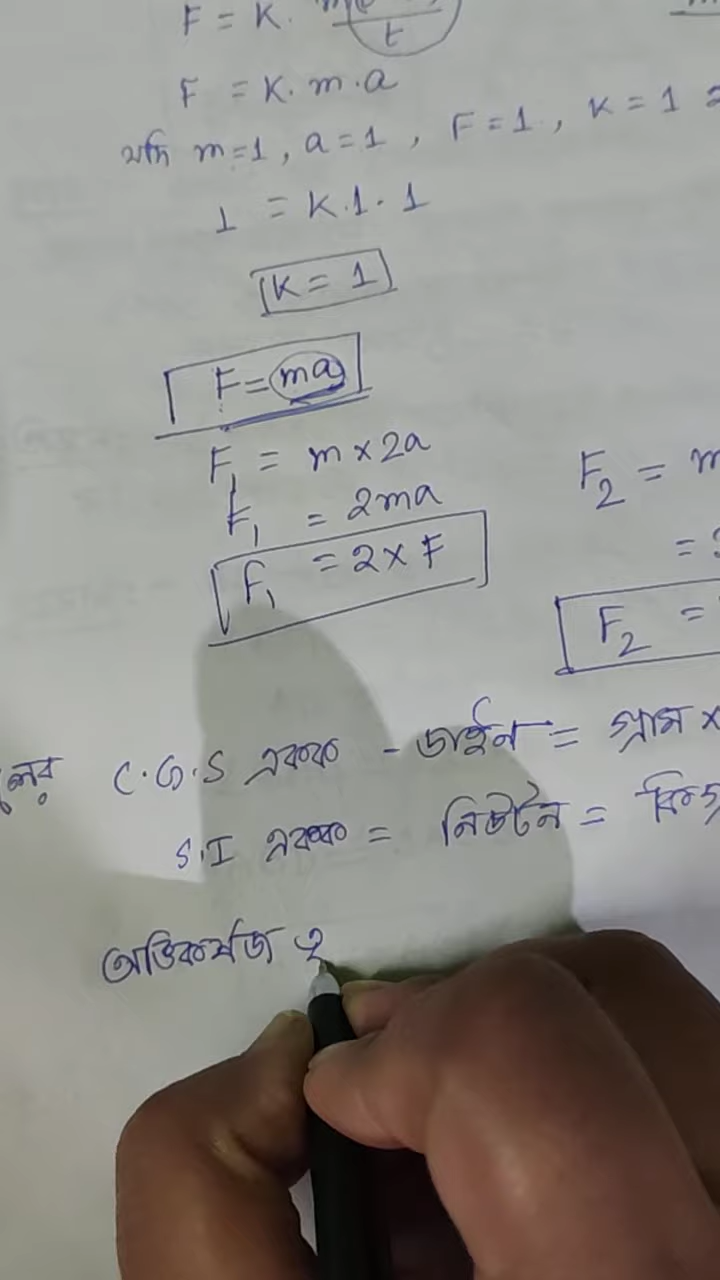 F = K.
t
F = K. m. a
যদি m=1, a=1, F=1, K=1
1 = K.1.1
K = 1
F = ma
F₁ = m × 2a
F₂ = m
F₁ = 2ma
=
F₁ = 2 × F
F₂ =
C.G.S একক - ডাইন = গ্রাম ×
S.I একক = নিউটন =
অভিকর্ষজ